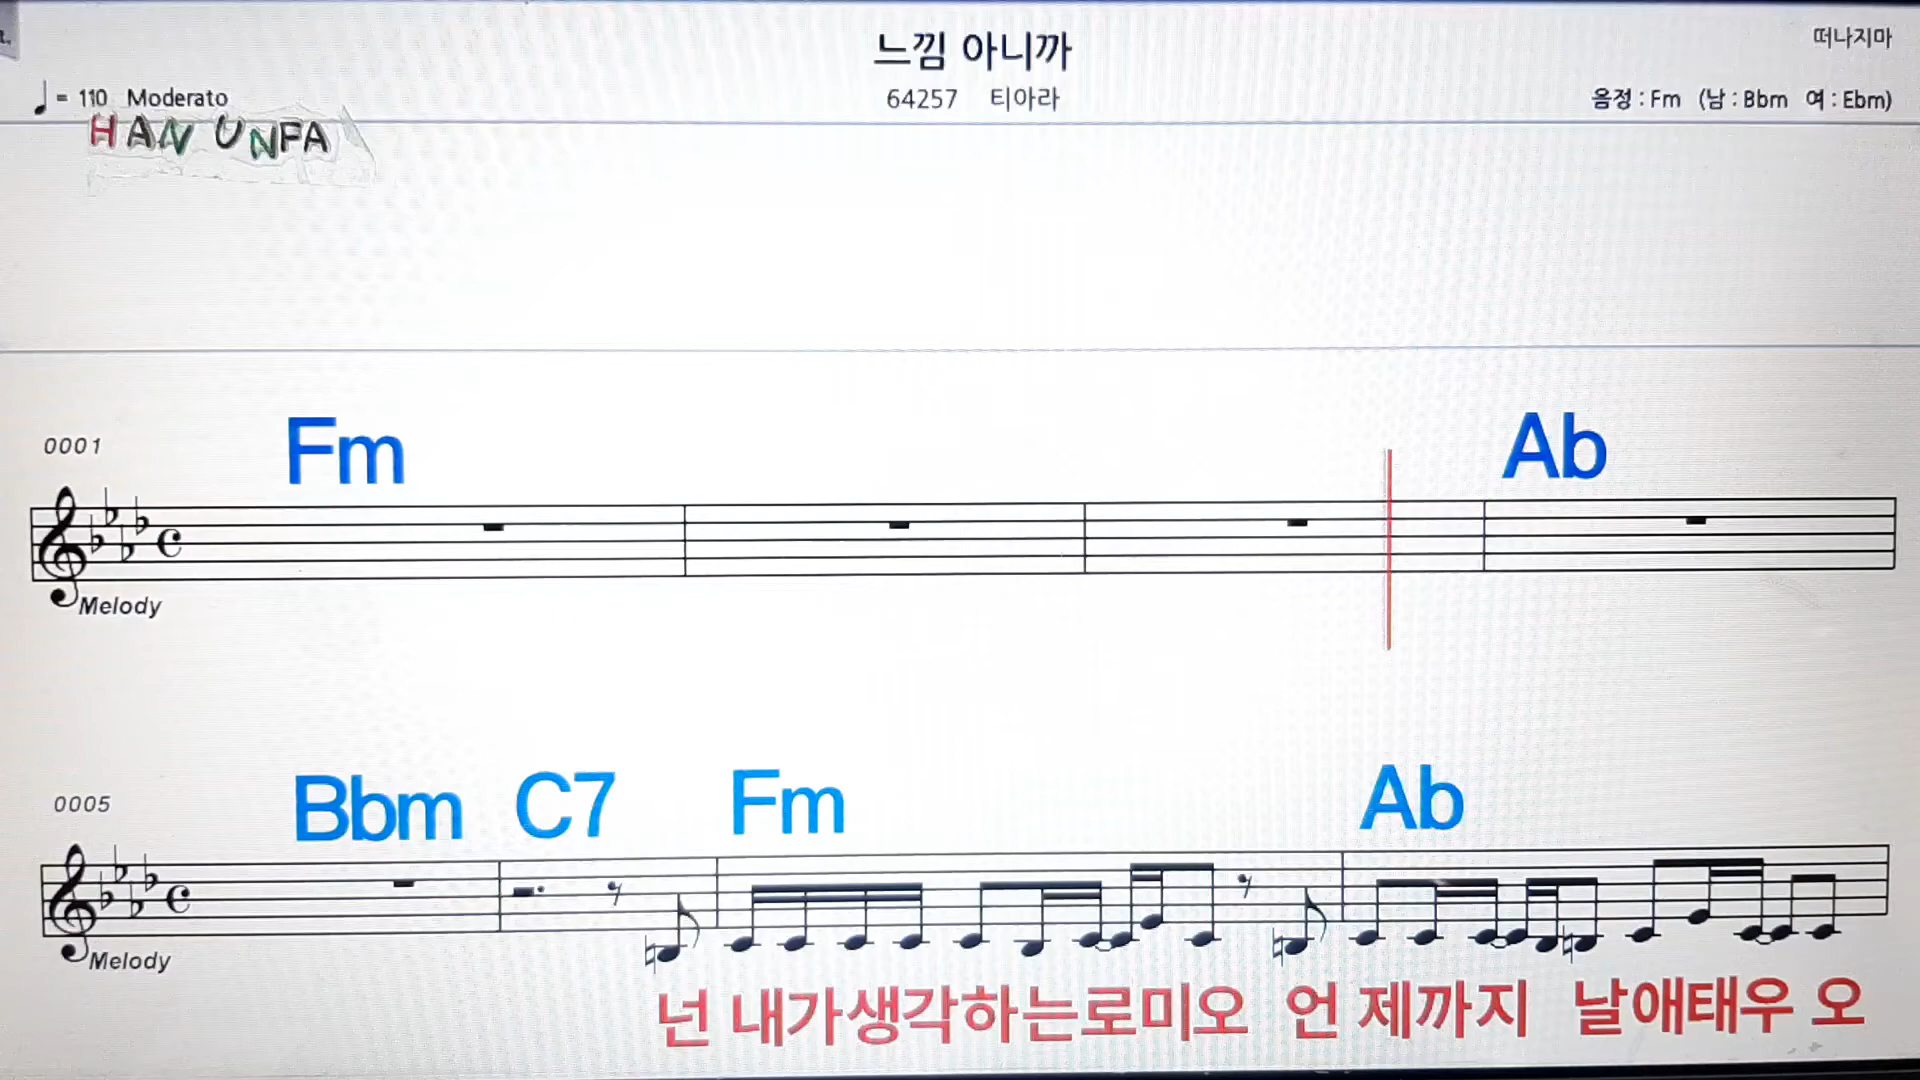 느낌 아니까
떠나지마
♩ = 110 Moderato
64257 티아라
음정 : Fm (남 : Bbm 여 : Ebm)
HAN UNFA
0001
Fm Ab
Melody
0005
Bbm C7 Fm Ab
Melody
넌 내가생각하는로미오 언 제까지 날애태우 오